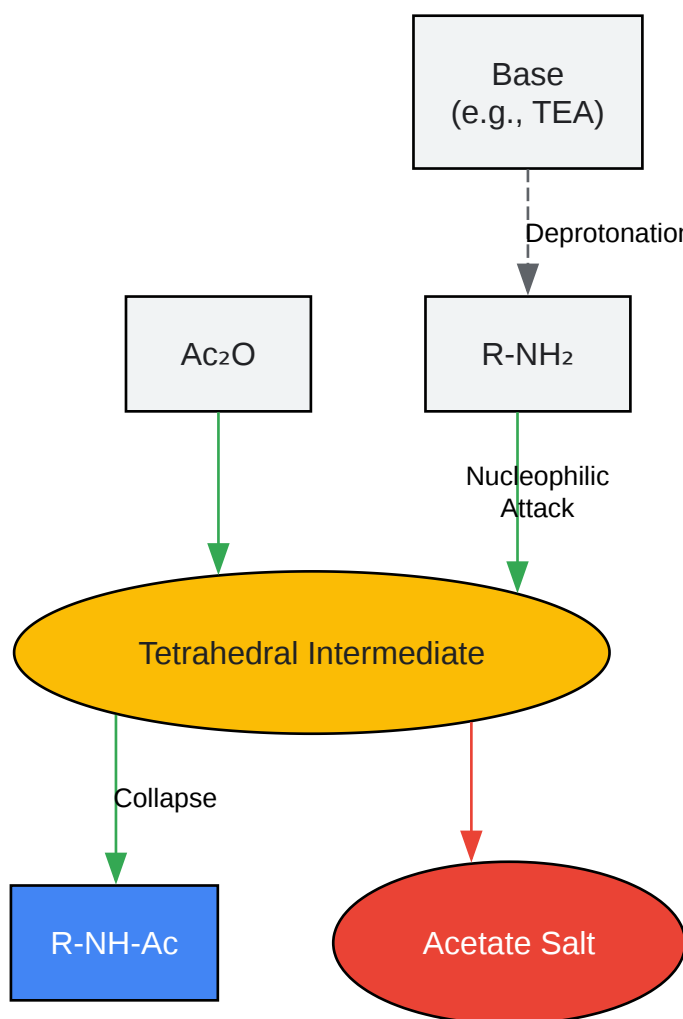 Base
(e.g., TEA)
Deprotonation
Ac₂O
R-NH₂
Nucleophilic
Attack
Tetrahedral Intermediate
Collapse
R-NH-Ac
Acetate Salt